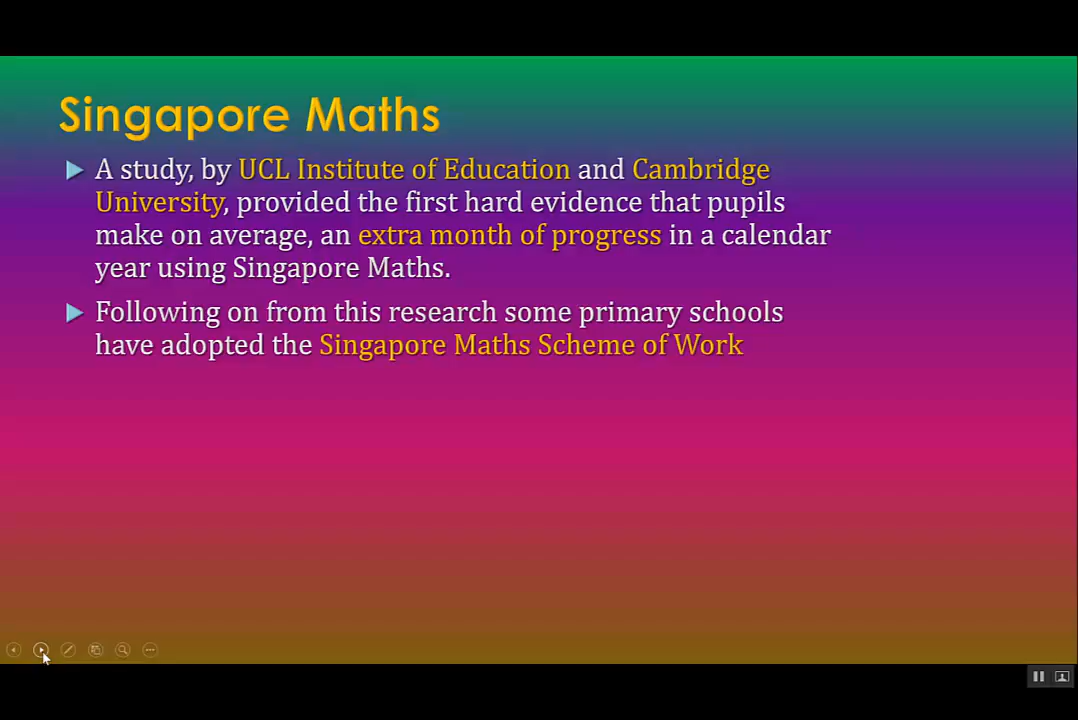 Singapore Maths
A study, by UCL Institute of Education and Cambridge
University, provided the first hard evidence that pupils
make on average, an extra month of progress in a calendar
year using Singapore Maths.
Following on from this research some primary schools
have adopted the Singapore Maths Scheme of Work